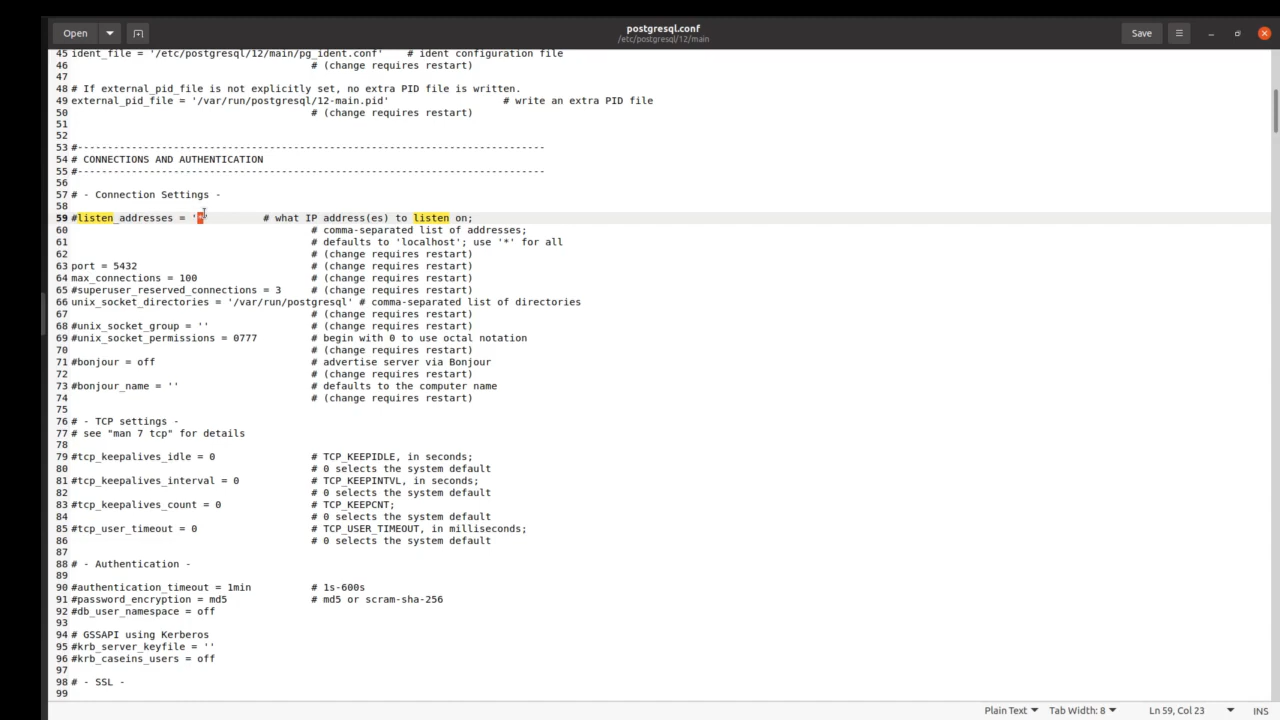 Open
postgresql.conf
/etc/postgresql/12/main
Save
45 ident_file = '/etc/postgresql/12/main/pg_ident.conf' # ident configuration file
46 # (change requires restart)
47
48 # If external_pid_file is not explicitly set, no extra PID file is written.
49 external_pid_file = '/var/run/postgresql/12-main.pid' # write an extra PID file
50 # (change requires restart)
51
52
53 #------------------------------------------------------------------------------
54 # CONNECTIONS AND AUTHENTICATION
55 #------------------------------------------------------------------------------
56
57 # - Connection Settings -
58
59 #listen_addresses = '*' # what IP address(es) to listen on;
60 # comma-separated list of addresses;
61 # defaults to 'localhost'; use '*' for all
62 # (change requires restart)
63 port = 5432 # (change requires restart)
64 max_connections = 100 # (change requires restart)
65 #superuser_reserved_connections = 3 # (change requires restart)
66 unix_socket_directories = '/var/run/postgresql' # comma-separated list of directories
67 # (change requires restart)
68 #unix_socket_group = '' # (change requires restart)
69 #unix_socket_permissions = 0777 # begin with 0 to use octal notation
70 # (change requires restart)
71 #bonjour = off # advertise server via Bonjour
72 # (change requires restart)
73 #bonjour_name = '' # defaults to the computer name
74 # (change requires restart)
75
76 # - TCP settings -
77 # see "man 7 tcp" for details
78
79 #tcp_keepalives_idle = 0 # TCP_KEEPIDLE, in seconds;
80 # 0 selects the system default
81 #tcp_keepalives_interval = 0 # TCP_KEEPINTVL, in seconds;
82 # 0 selects the system default
83 #tcp_keepalives_count = 0 # TCP_KEEPCNT;
84 # 0 selects the system default
85 #tcp_user_timeout = 0 # TCP_USER_TIMEOUT, in milliseconds;
86 # 0 selects the system default
87
88 # - Authentication -
89
90 #authentication_timeout = 1min # 1s-600s
91 #password_encryption = md5 # md5 or scram-sha-256
92 #db_user_namespace = off
93
94 # GSSAPI using Kerberos
95 #krb_server_keyfile = ''
96 #krb_caseins_users = off
97
98 # - SSL -
99
Plain Text Tab Width: 8 Ln 59, Col 23 INS